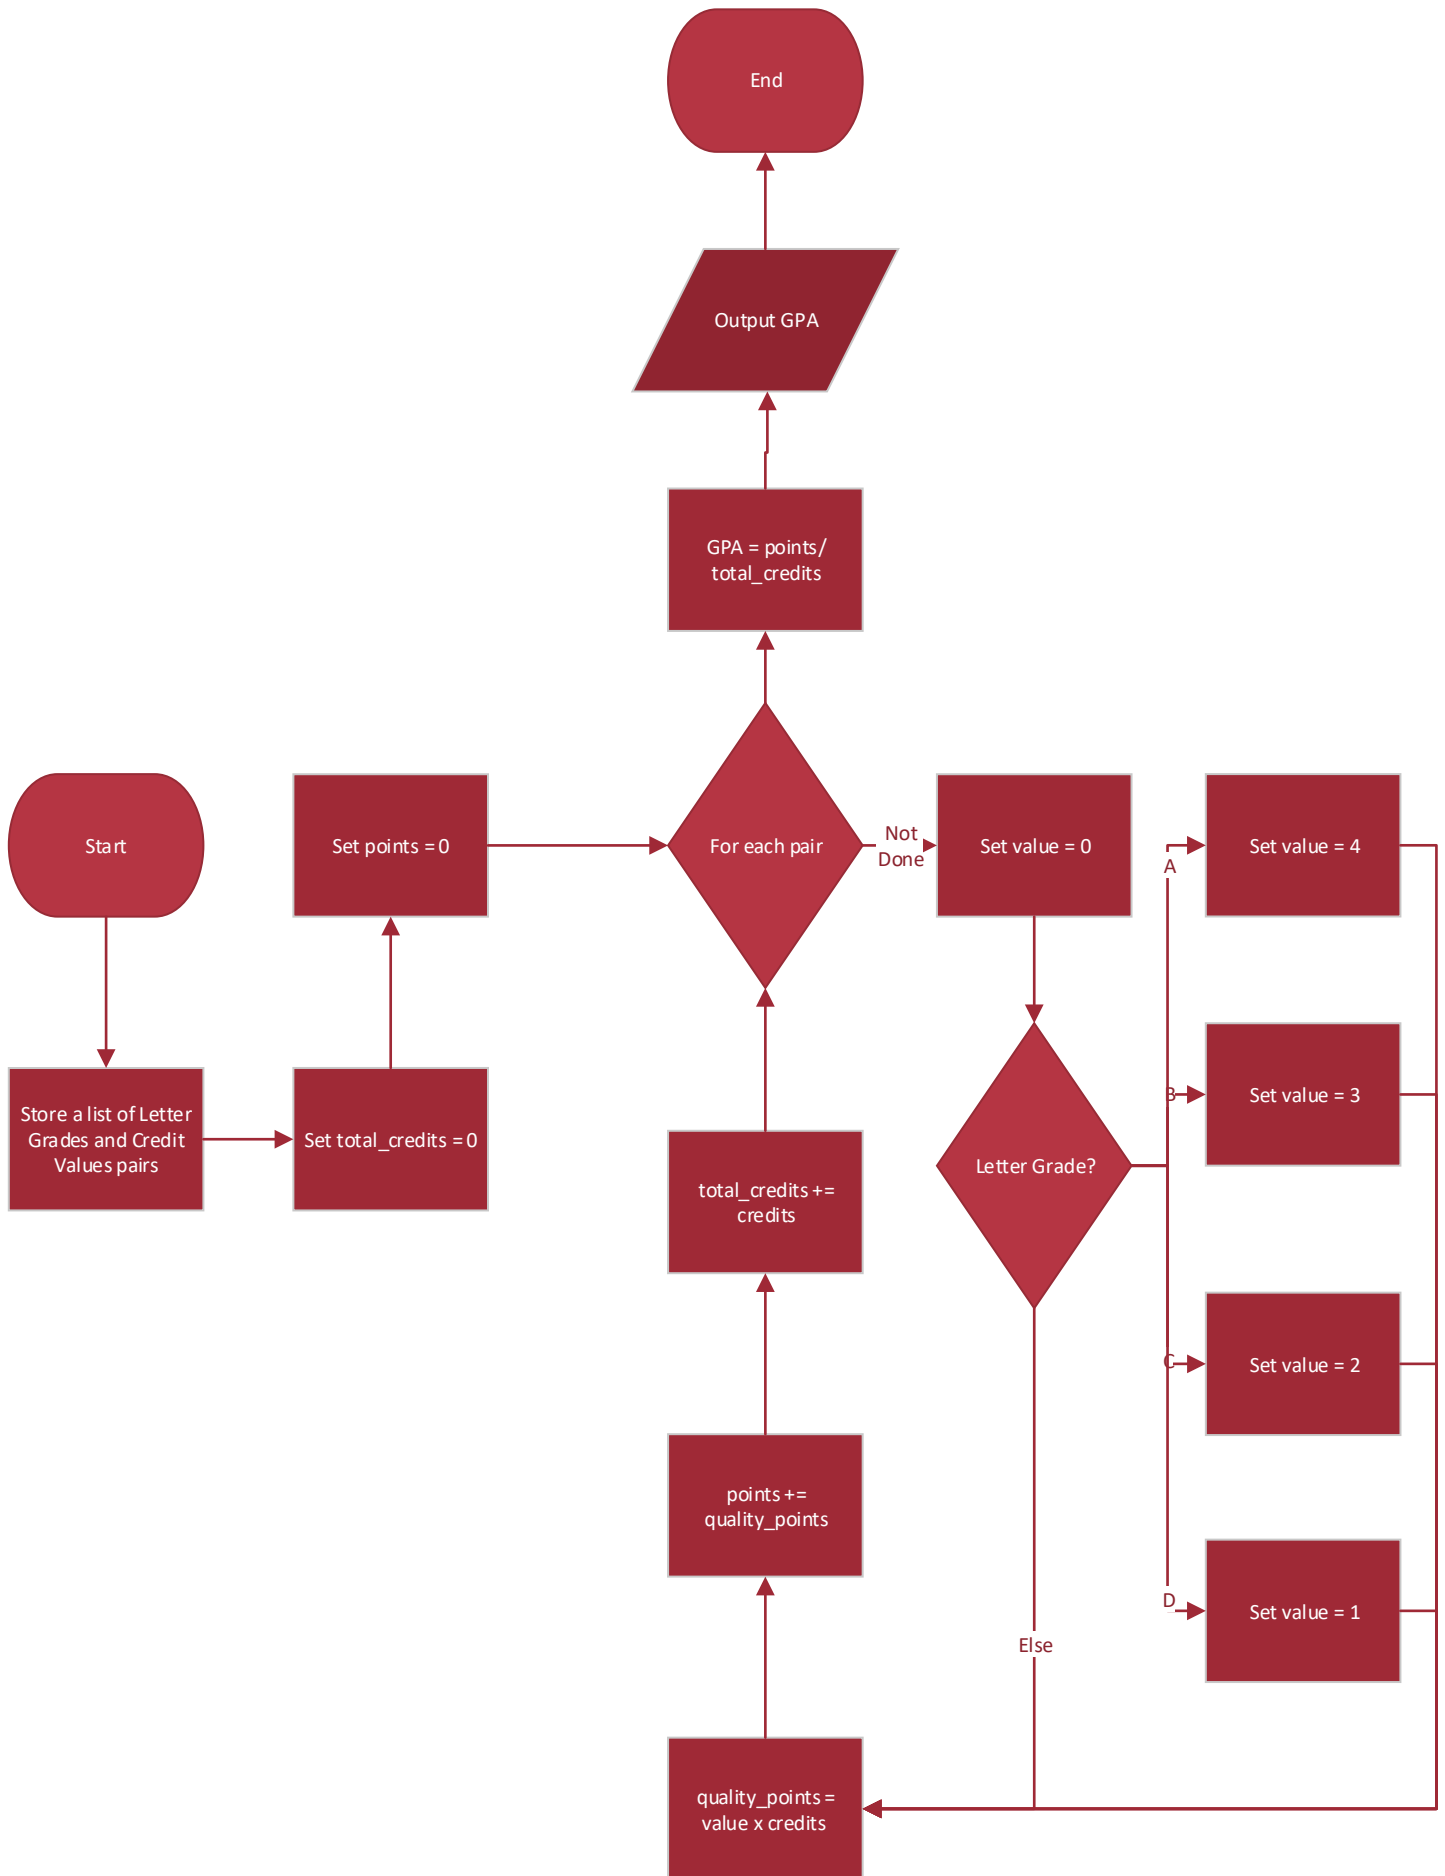 End
Output GPA
GPA = points/
total_credits
Start
Set points = 0
For each pair
Not
Done
Set value = 0
A
Set value = 4
Store a list of Letter
Grades and Credit
Values pairs
Set total_credits = 0
B
Set value = 3
Letter Grade?
total_credits +=
credits
C
Set value = 2
points +=
quality_points
D
Set value = 1
Else
quality_points =
value x credits